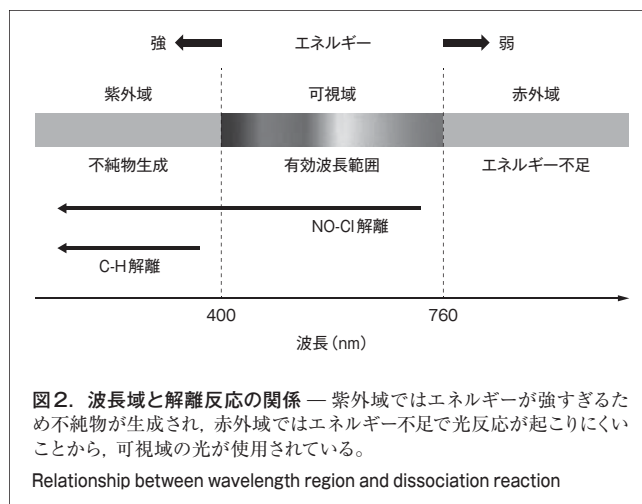 強 エネルギー 弱
紫外域 可視域 赤外域
不純物生成 有効波長範囲 エネルギー不足
NO-Cl解離
C-H解離
400 760
波長(nm)
図2. 波長域と解離反応の関係 — 紫外域ではエネルギーが強すぎるた
め不純物が生成され,赤外域ではエネルギー不足で光反応が起こりにくい
ことから,可視域の光が使用されている。
Relationship between wavelength region and dissociation reaction